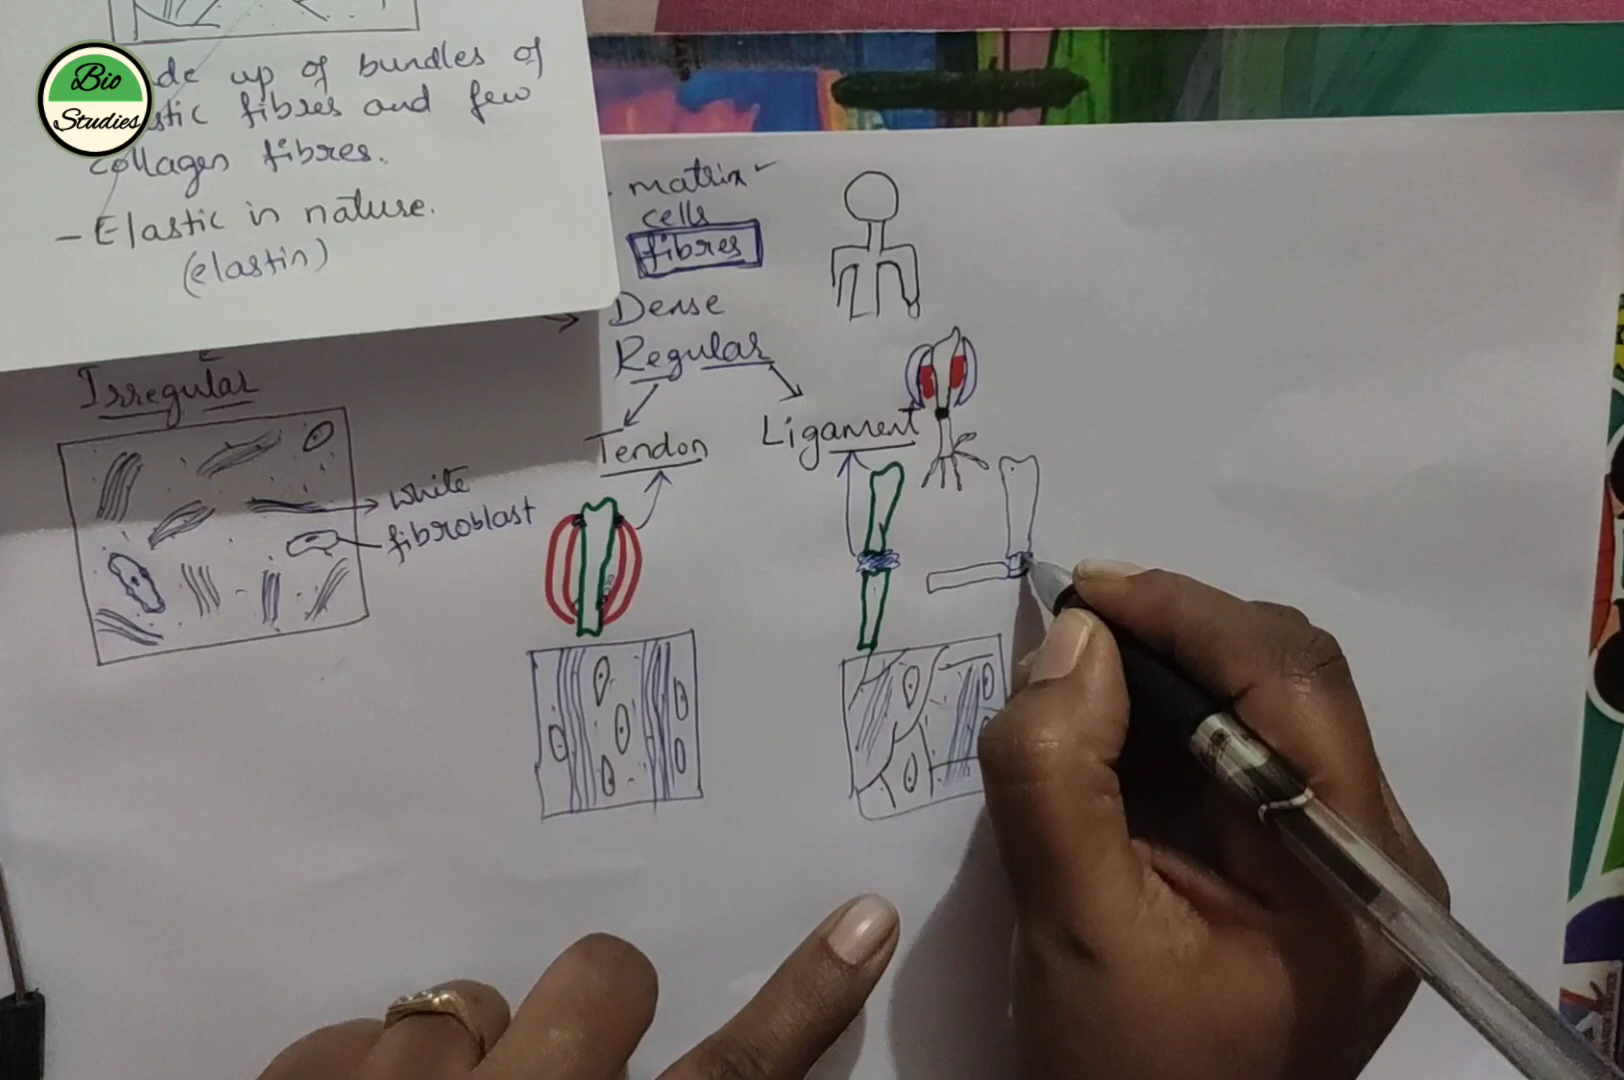 Bio
Studies
de up of bundles of
stic fibres and few
collagen fibres.
- Elastic in nature.
(elastin)
- matrix
cells
fibres
Dense
Regular
Irregular
Tendon
Ligament
white
fibroblast